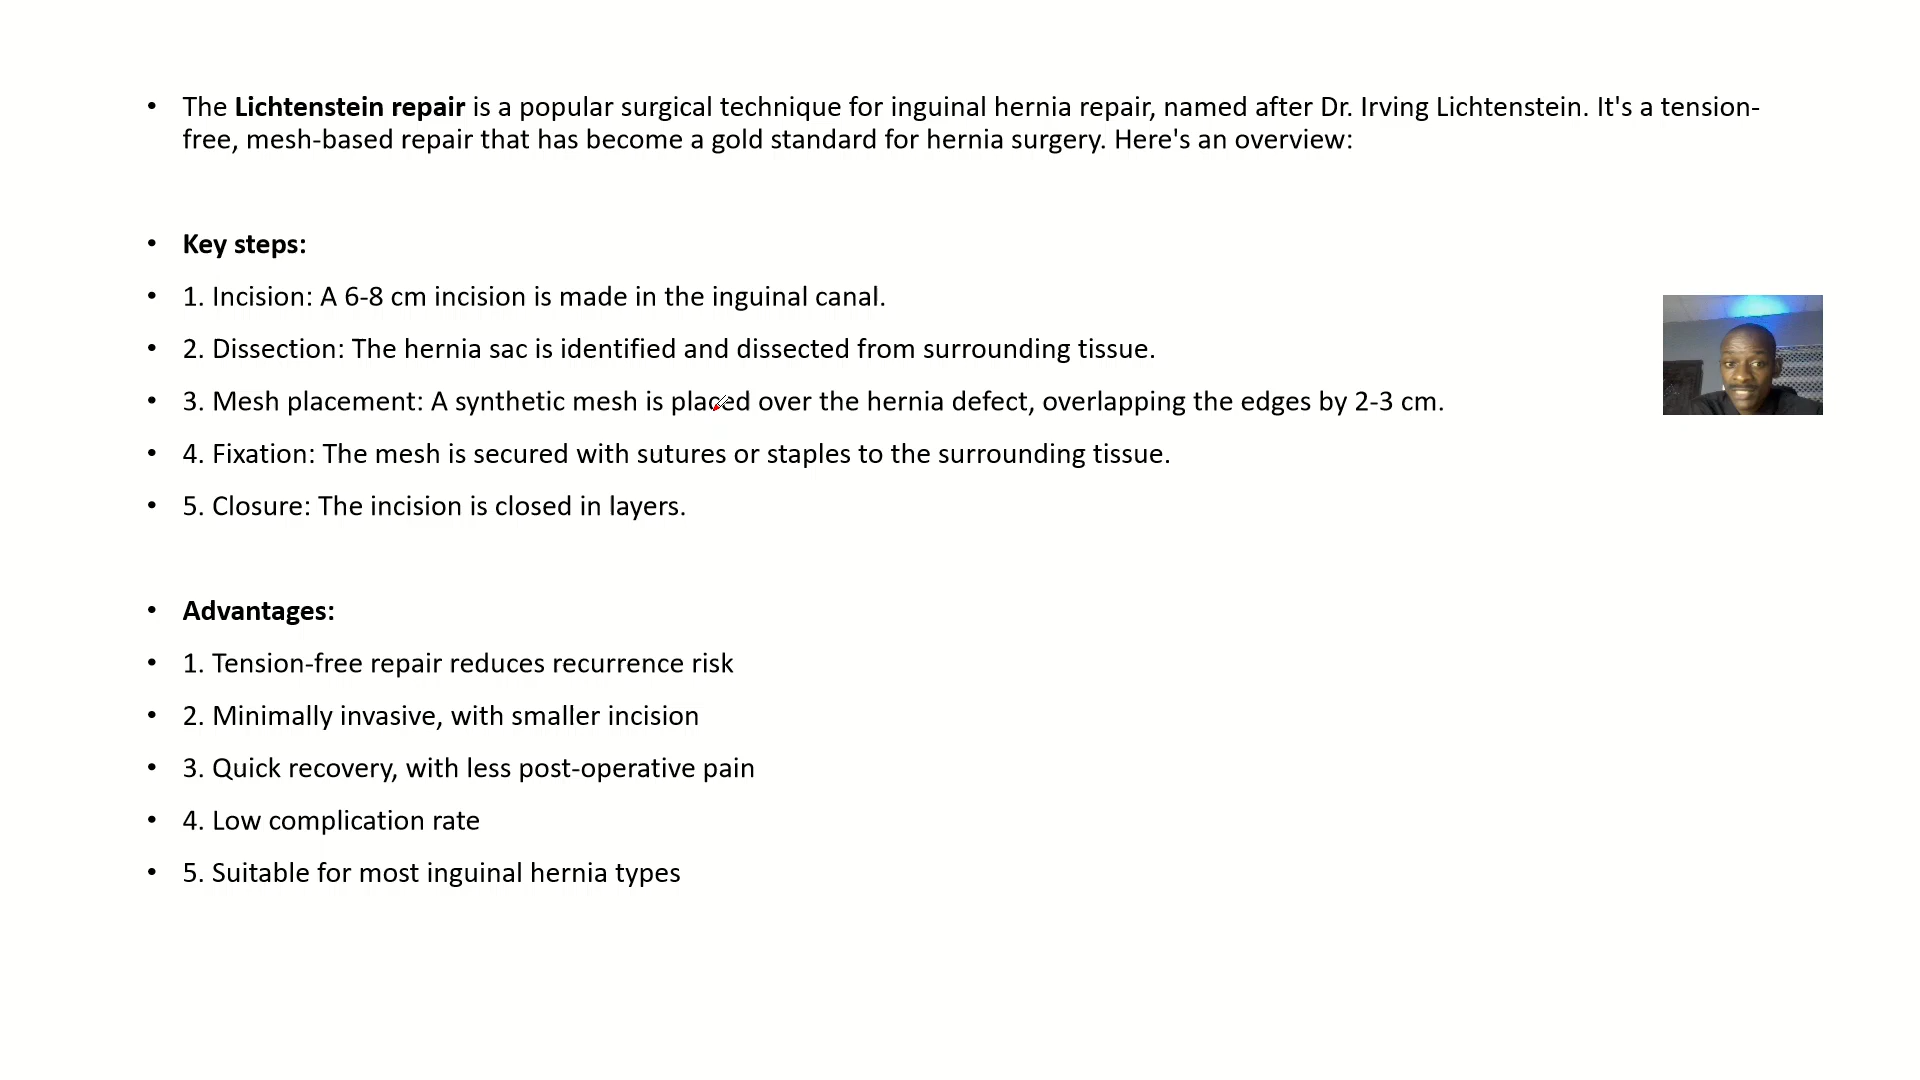 • The Lichtenstein repair is a popular surgical technique for inguinal hernia repair, named after Dr. Irving Lichtenstein. It's a tension-
free, mesh-based repair that has become a gold standard for hernia surgery. Here's an overview:
• Key steps:
• 1. Incision: A 6-8 cm incision is made in the inguinal canal.
• 2. Dissection: The hernia sac is identified and dissected from surrounding tissue.
• 3. Mesh placement: A synthetic mesh is placed over the hernia defect, overlapping the edges by 2-3 cm.
• 4. Fixation: The mesh is secured with sutures or staples to the surrounding tissue.
• 5. Closure: The incision is closed in layers.
• Advantages:
• 1. Tension-free repair reduces recurrence risk
• 2. Minimally invasive, with smaller incision
• 3. Quick recovery, with less post-operative pain
• 4. Low complication rate
• 5. Suitable for most inguinal hernia types